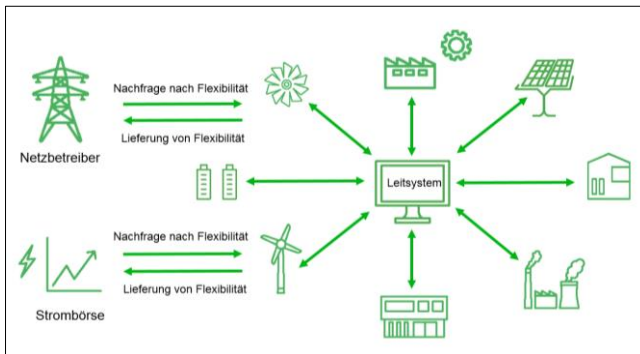 Nachfrage nach Flexibilität
Lieferung von Flexibilität
Netzbetreiber
Leitsystem
Nachfrage nach Flexibilität
Lieferung von Flexibilität
Strombörse